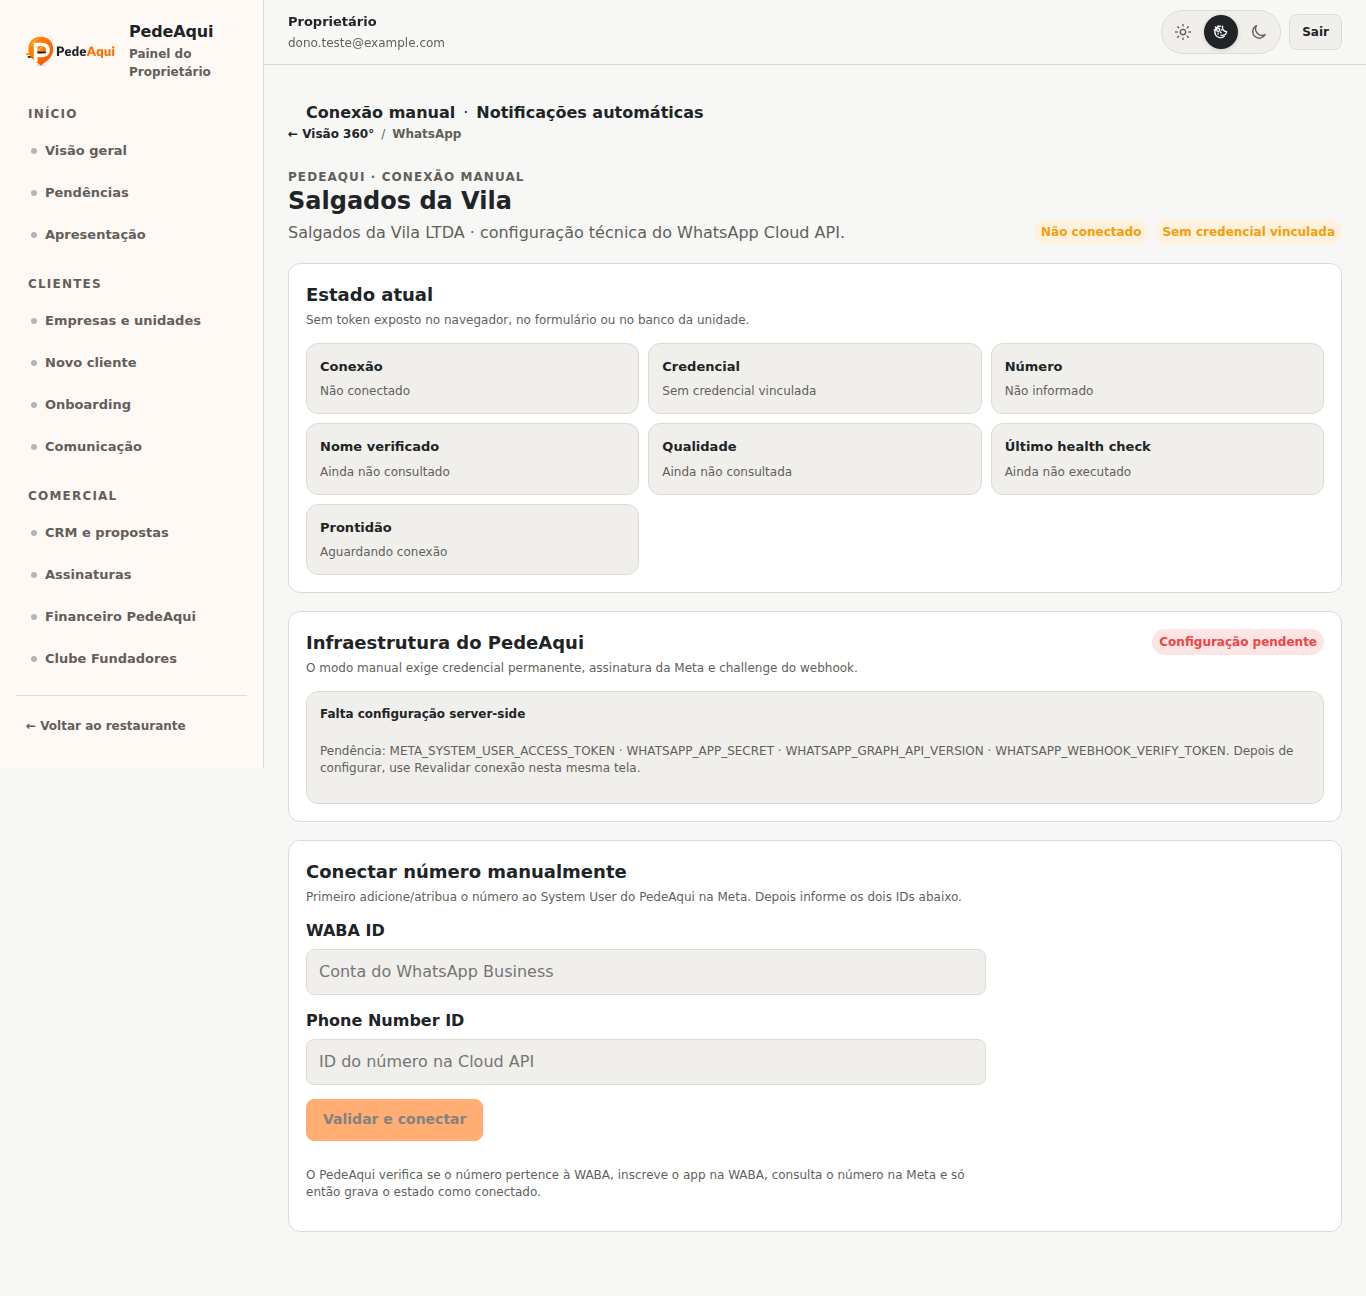 PedeAqui
PedeAqui
Painel do
Proprietário
INÍCIO
Visão geral
Pendências
Apresentação
CLIENTES
Empresas e unidades
Novo cliente
Onboarding
Comunicação
COMERCIAL
CRM e propostas
Assinaturas
Financeiro PedeAqui
Clube Fundadores
← Voltar ao restaurante
Proprietário
dono.teste@example.com
Sair
Conexão manual · Notificações automáticas
← Visão 360° / WhatsApp
PEDEAQUI · CONEXÃO MANUAL
Salgados da Vila
Salgados da Vila LTDA · configuração técnica do WhatsApp Cloud API.
Não conectado
Sem credencial vinculada
Estado atual
Sem token exposto no navegador, no formulário ou no banco da unidade.
Conexão
Não conectado
Credencial
Sem credencial vinculada
Número
Não informado
Nome verificado
Ainda não consultado
Qualidade
Ainda não consultada
Último health check
Ainda não executado
Prontidão
Aguardando conexão
Infraestrutura do PedeAqui
Configuração pendente
O modo manual exige credencial permanente, assinatura da Meta e challenge do webhook.
Falta configuração server-side
Pendência: META_SYSTEM_USER_ACCESS_TOKEN · WHATSAPP_APP_SECRET · WHATSAPP_GRAPH_API_VERSION · WHATSAPP_WEBHOOK_VERIFY_TOKEN. Depois de
configurar, use Revalidar conexão nesta mesma tela.
Conectar número manualmente
Primeiro adicione/atribua o número ao System User do PedeAqui na Meta. Depois informe os dois IDs abaixo.
WABA ID
Conta do WhatsApp Business
Phone Number ID
ID do número na Cloud API
Validar e conectar
O PedeAqui verifica se o número pertence à WABA, inscreve o app na WABA, consulta o número na Meta e só
então grava o estado como conectado.